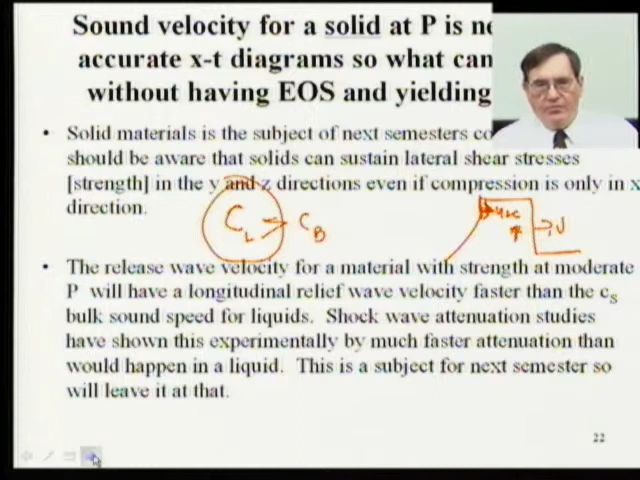 Sound velocity for a solid at P is
accurate x-t diagrams so what can
without having EOS and yielding
• Solid materials is the subject of next semesters
should be aware that solids can sustain lateral shear stresses
[strength] in the y and z directions even if compression is only in x
direction.
C_L → C_B
U
• The release wave velocity for a material with strength at moderate
P will have a longitudinal relief wave velocity faster than the c_S
bulk sound speed for liquids. Shock wave attenuation studies
have shown this experimentally by much faster attenuation than
would happen in a liquid. This is a subject for next semester so
will leave it at that.
22